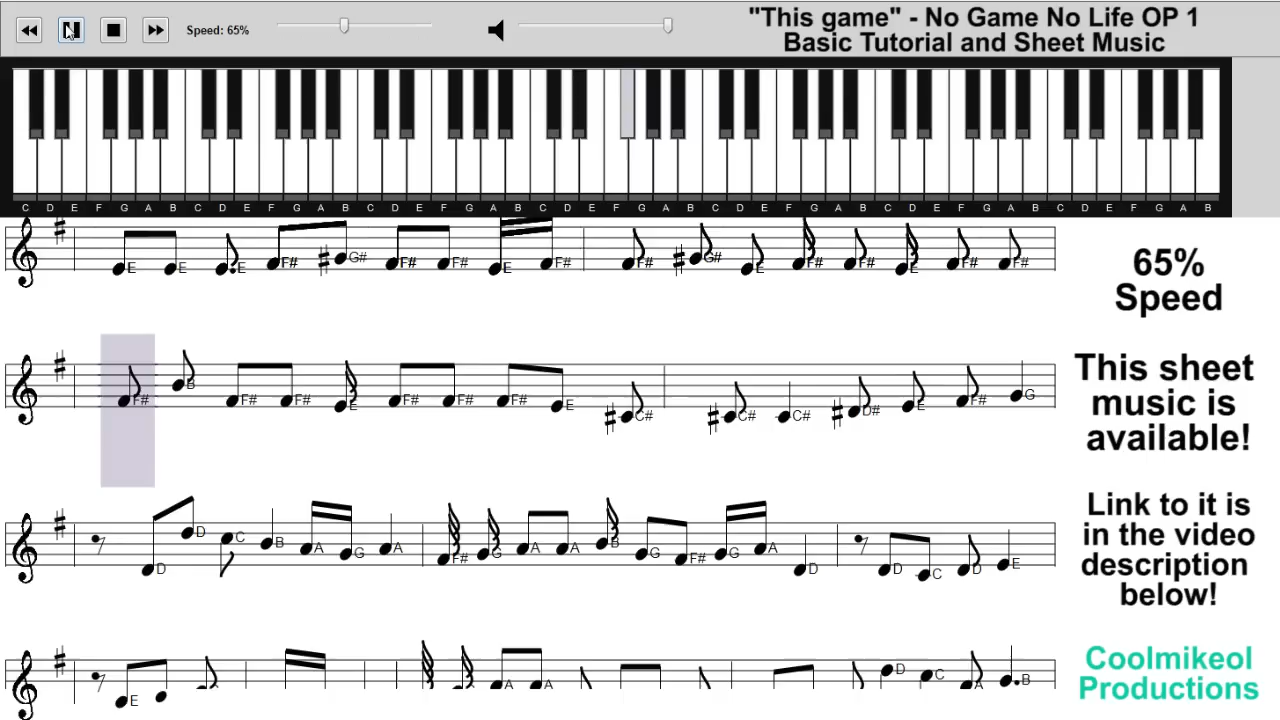 Speed: 65%
"This game" - No Game No Life OP 1
Basic Tutorial and Sheet Music
C D E F G A B C D E F G A B C D E F G A B C D E F G A B C D E F G A B C D E F G A B C D E F G A B
E E E F# G# F# F# E F# F# G# E F# F# E F# F#
65%
Speed
F# B F# F# E F# F# F# E C# C# C# D# E F# G
This sheet
music is
available!
D D C B A G A F# G A A B G F# G A D D C D E
Link to it is
in the video
description
below!
E A A D C A B
Coolmikeol
Productions